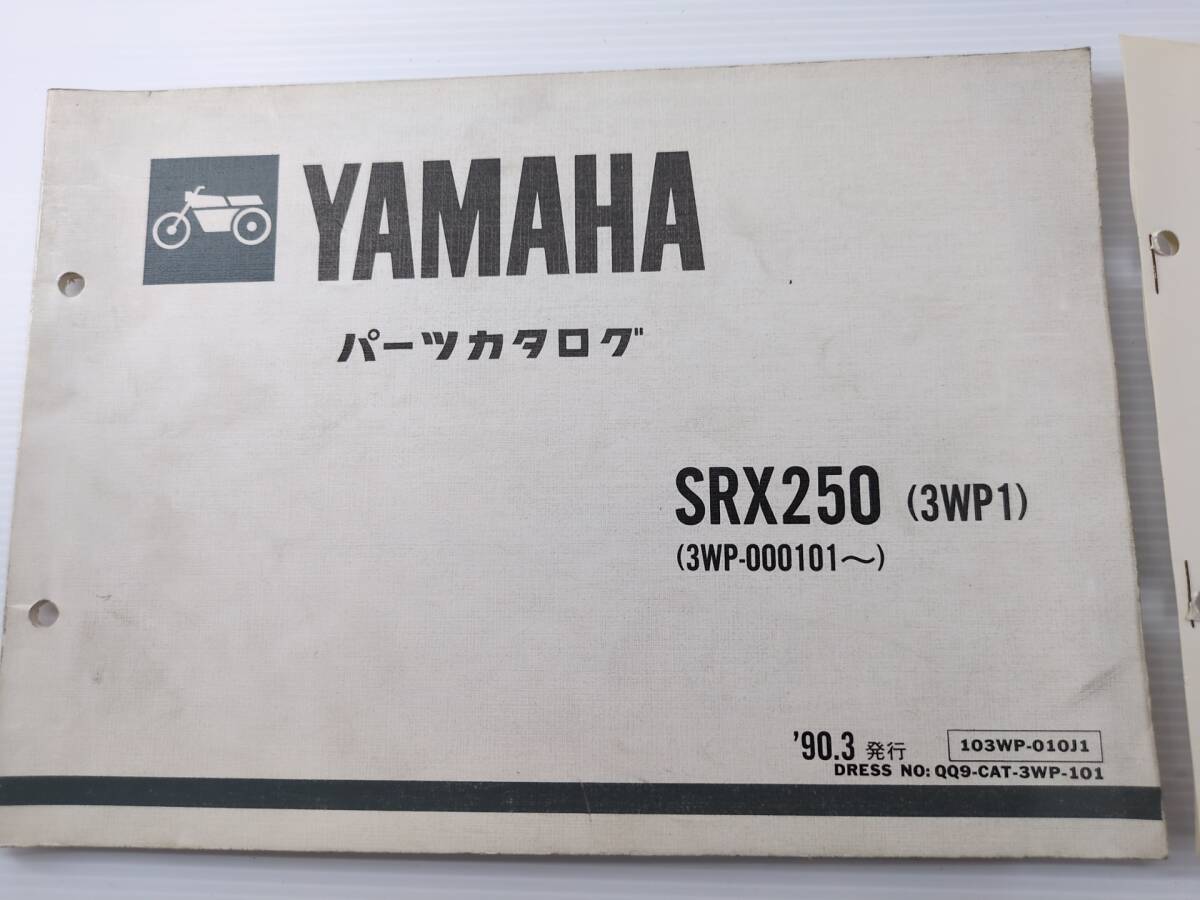 YAMAHA
パーツカタログ
SRX250 (3WP1)
(3WP-000101〜)
'90.3 発行 103WP-010J1
DRESS NO: QQ9-CAT-3WP-101